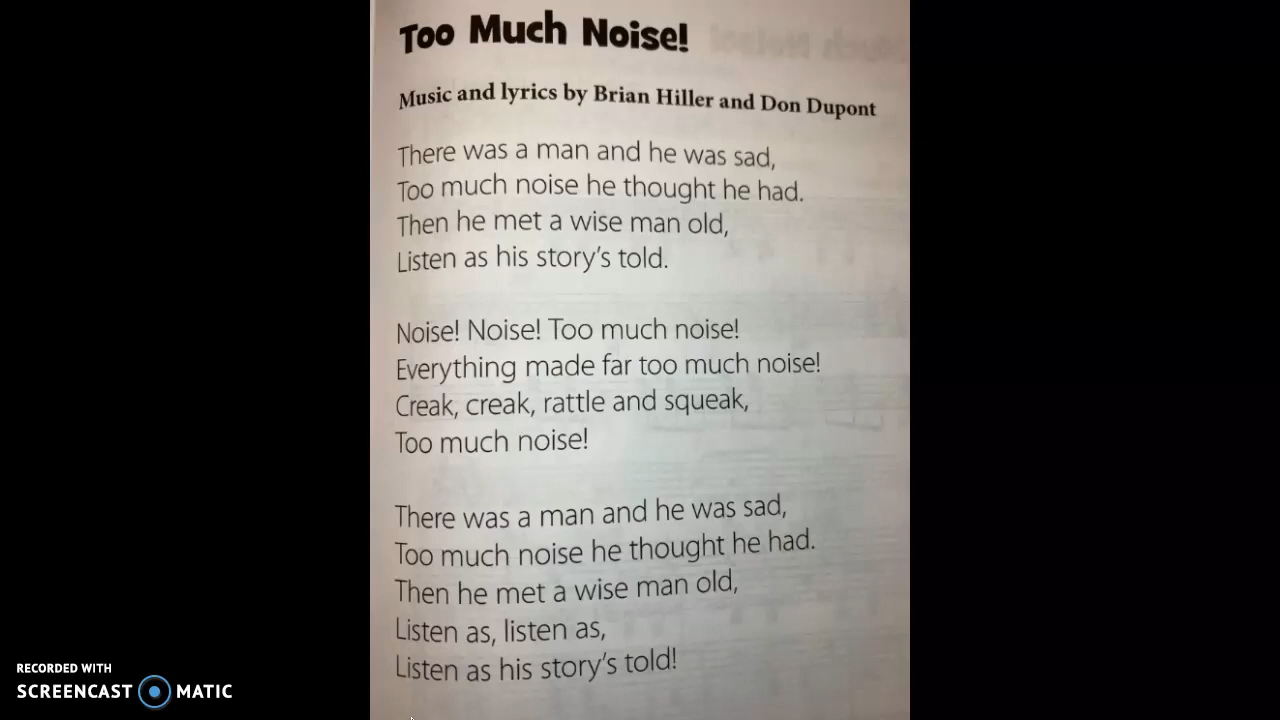 Too Much Noise!
Music and lyrics by Brian Hiller and Don Dupont
There was a man and he was sad,
Too much noise he thought he had.
Then he met a wise man old,
Listen as his story's told.
Noise! Noise! Too much noise!
Everything made far too much noise!
Creak, creak, rattle and squeak,
Too much noise!
There was a man and he was sad,
Too much noise he thought he had.
Then he met a wise man old,
Listen as, listen as,
Listen as his story's told!
RECORDED WITH
SCREENCAST MATIC